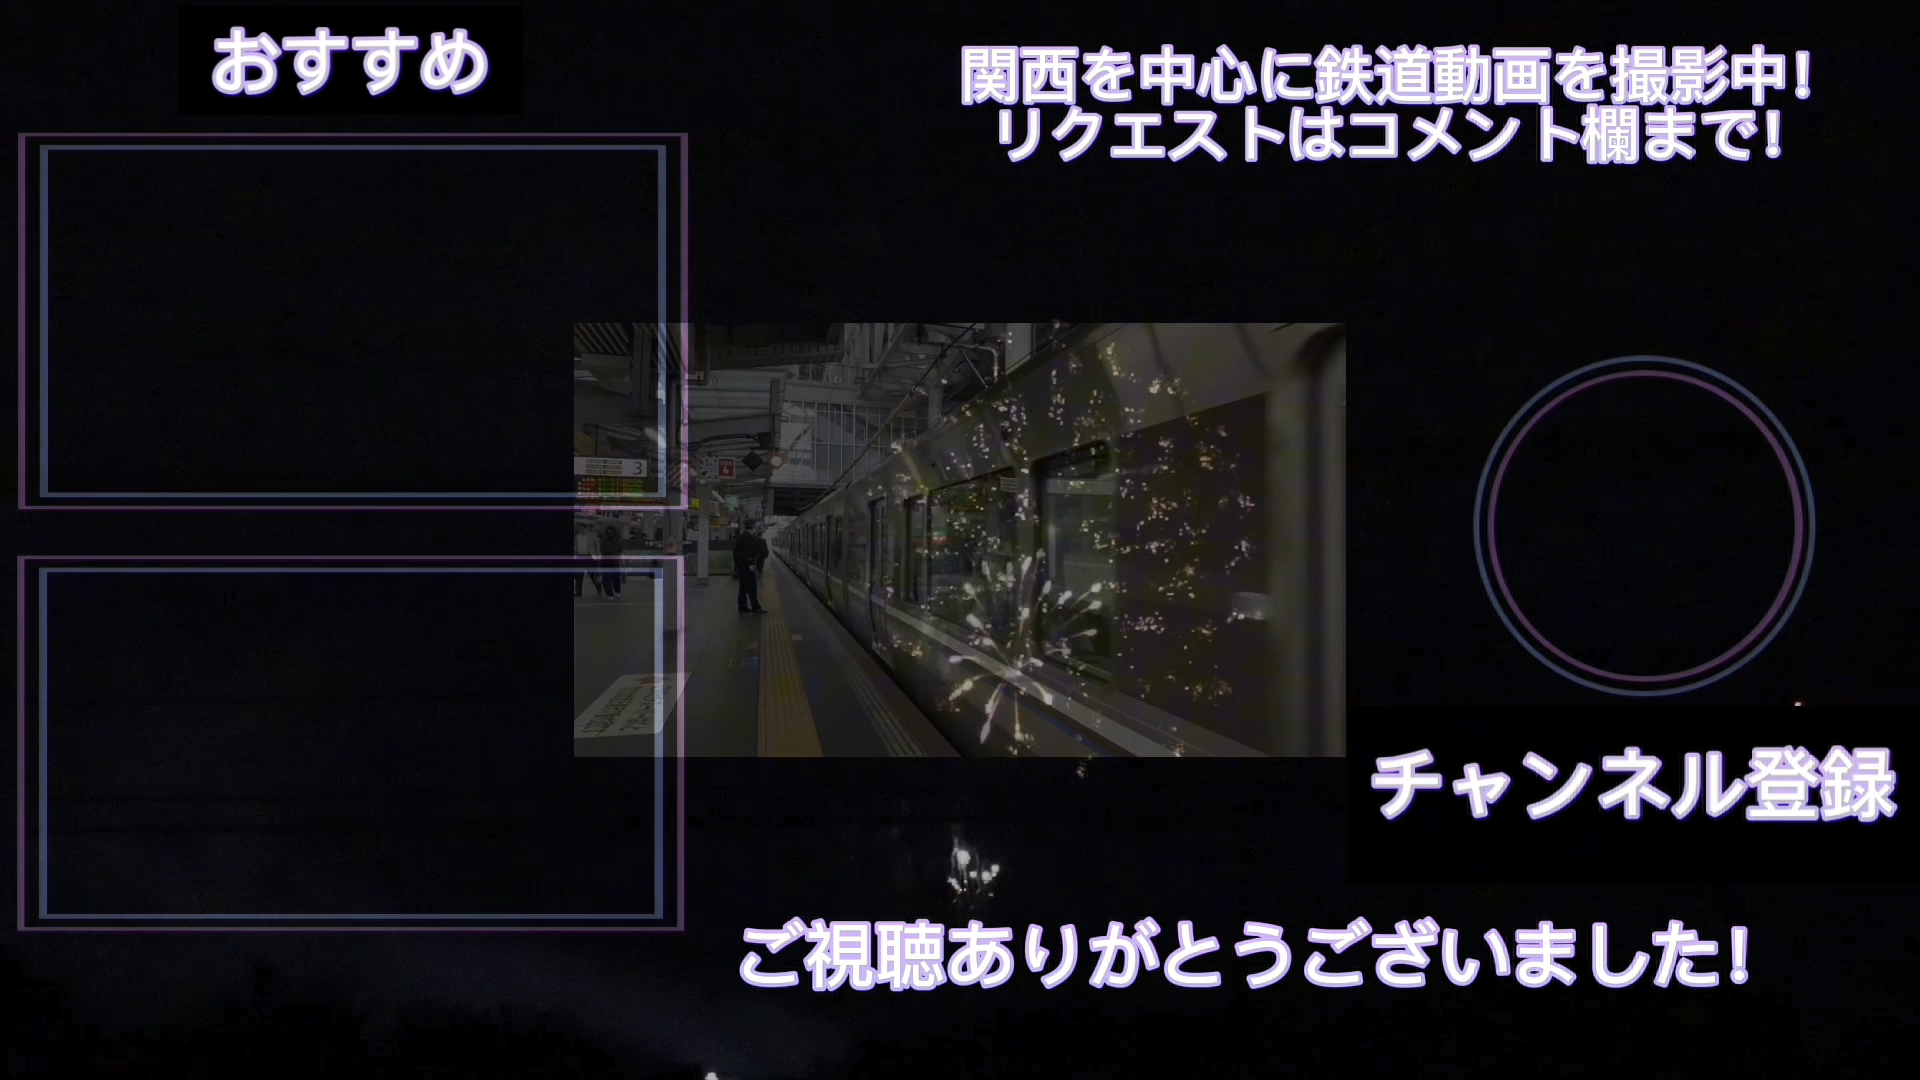 おすすめ
関西を中心に鉄道動画を撮影中!
リクエストはコメント欄まで!
3
チャンネル登録
ご視聴ありがとうございました!